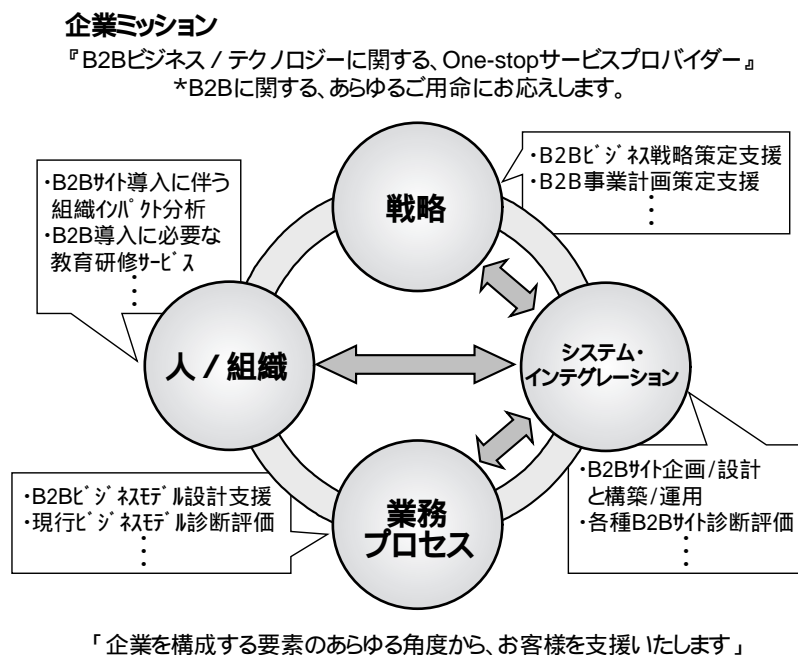 企業ミッション
『B2Bビジネス / テクノロジーに関する、One-stopサービスプロバイダー』
*B2Bに関する、あらゆるご用命にお応えします。
・B2Bﾋﾞｼﾞﾈｽ戦略策定支援
・B2B事業計画策定支援
・B2Bｻｲﾄ導入に伴う
組織ｲﾝﾊﾟｸﾄ分析
・B2B導入に必要な
教育研修ｻｰﾋﾞｽ
戦略
人 / 組織
システム・
インテグレーション
業務
プロセス
・B2Bﾋﾞｼﾞﾈｽﾓﾃﾞﾙ設計支援
・現行ﾋﾞｼﾞﾈｽﾓﾃﾞﾙ診断評価
・B2Bｻｲﾄ企画/設計
と構築/運用
・各種B2Bｻｲﾄ診断評価
「企業を構成する要素のあらゆる角度から、お客様を支援いたします」